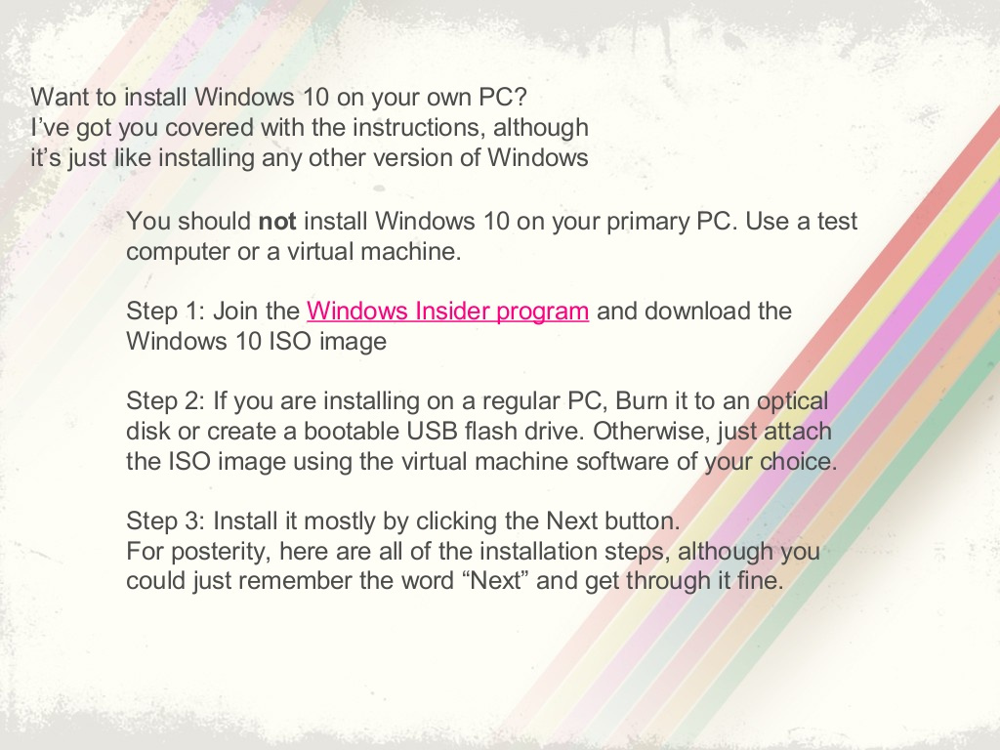 Want to install Windows 10 on your own PC?
I’ve got you covered with the instructions, although
it’s just like installing any other version of Windows
You should not install Windows 10 on your primary PC. Use a test
computer or a virtual machine.
Step 1: Join the Windows Insider program and download the
Windows 10 ISO image
Step 2: If you are installing on a regular PC, Burn it to an optical
disk or create a bootable USB flash drive. Otherwise, just attach
the ISO image using the virtual machine software of your choice.
Step 3: Install it mostly by clicking the Next button.
For posterity, here are all of the installation steps, although you
could just remember the word “Next” and get through it fine.